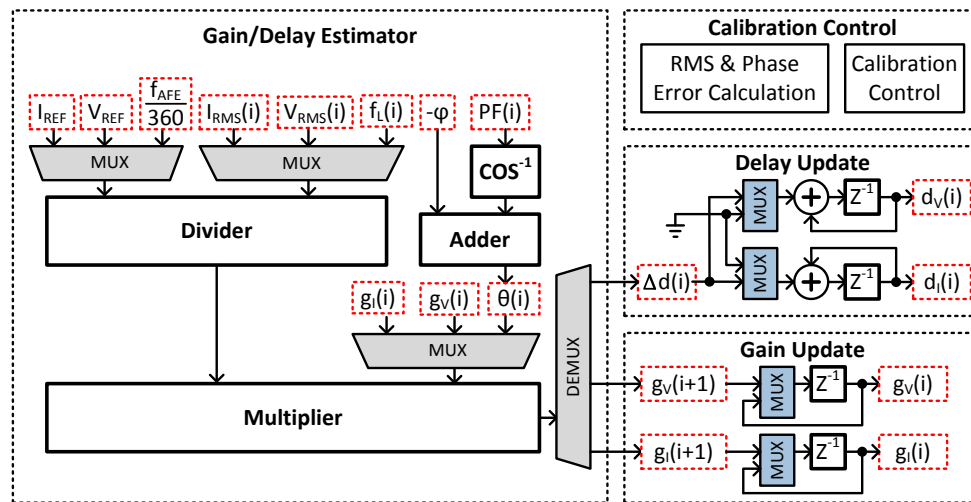 Gain/Delay Estimator
I_REF
V_REF
f_AFE
360
I_RMS(i)
V_RMS(i)
f_L(i)
-φ
PF(i)
MUX
MUX
COS^-1
Divider
Adder
g_I(i)
g_V(i)
θ(i)
MUX
Multiplier
DEMUX
Calibration Control
RMS & Phase
Error Calculation
Calibration
Control
Delay Update
MUX
Z^-1
d_V(i)
Δd(i)
MUX
Z^-1
d_I(i)
Gain Update
g_V(i+1)
MUX
Z^-1
g_V(i)
g_I(i+1)
MUX
Z^-1
g_I(i)